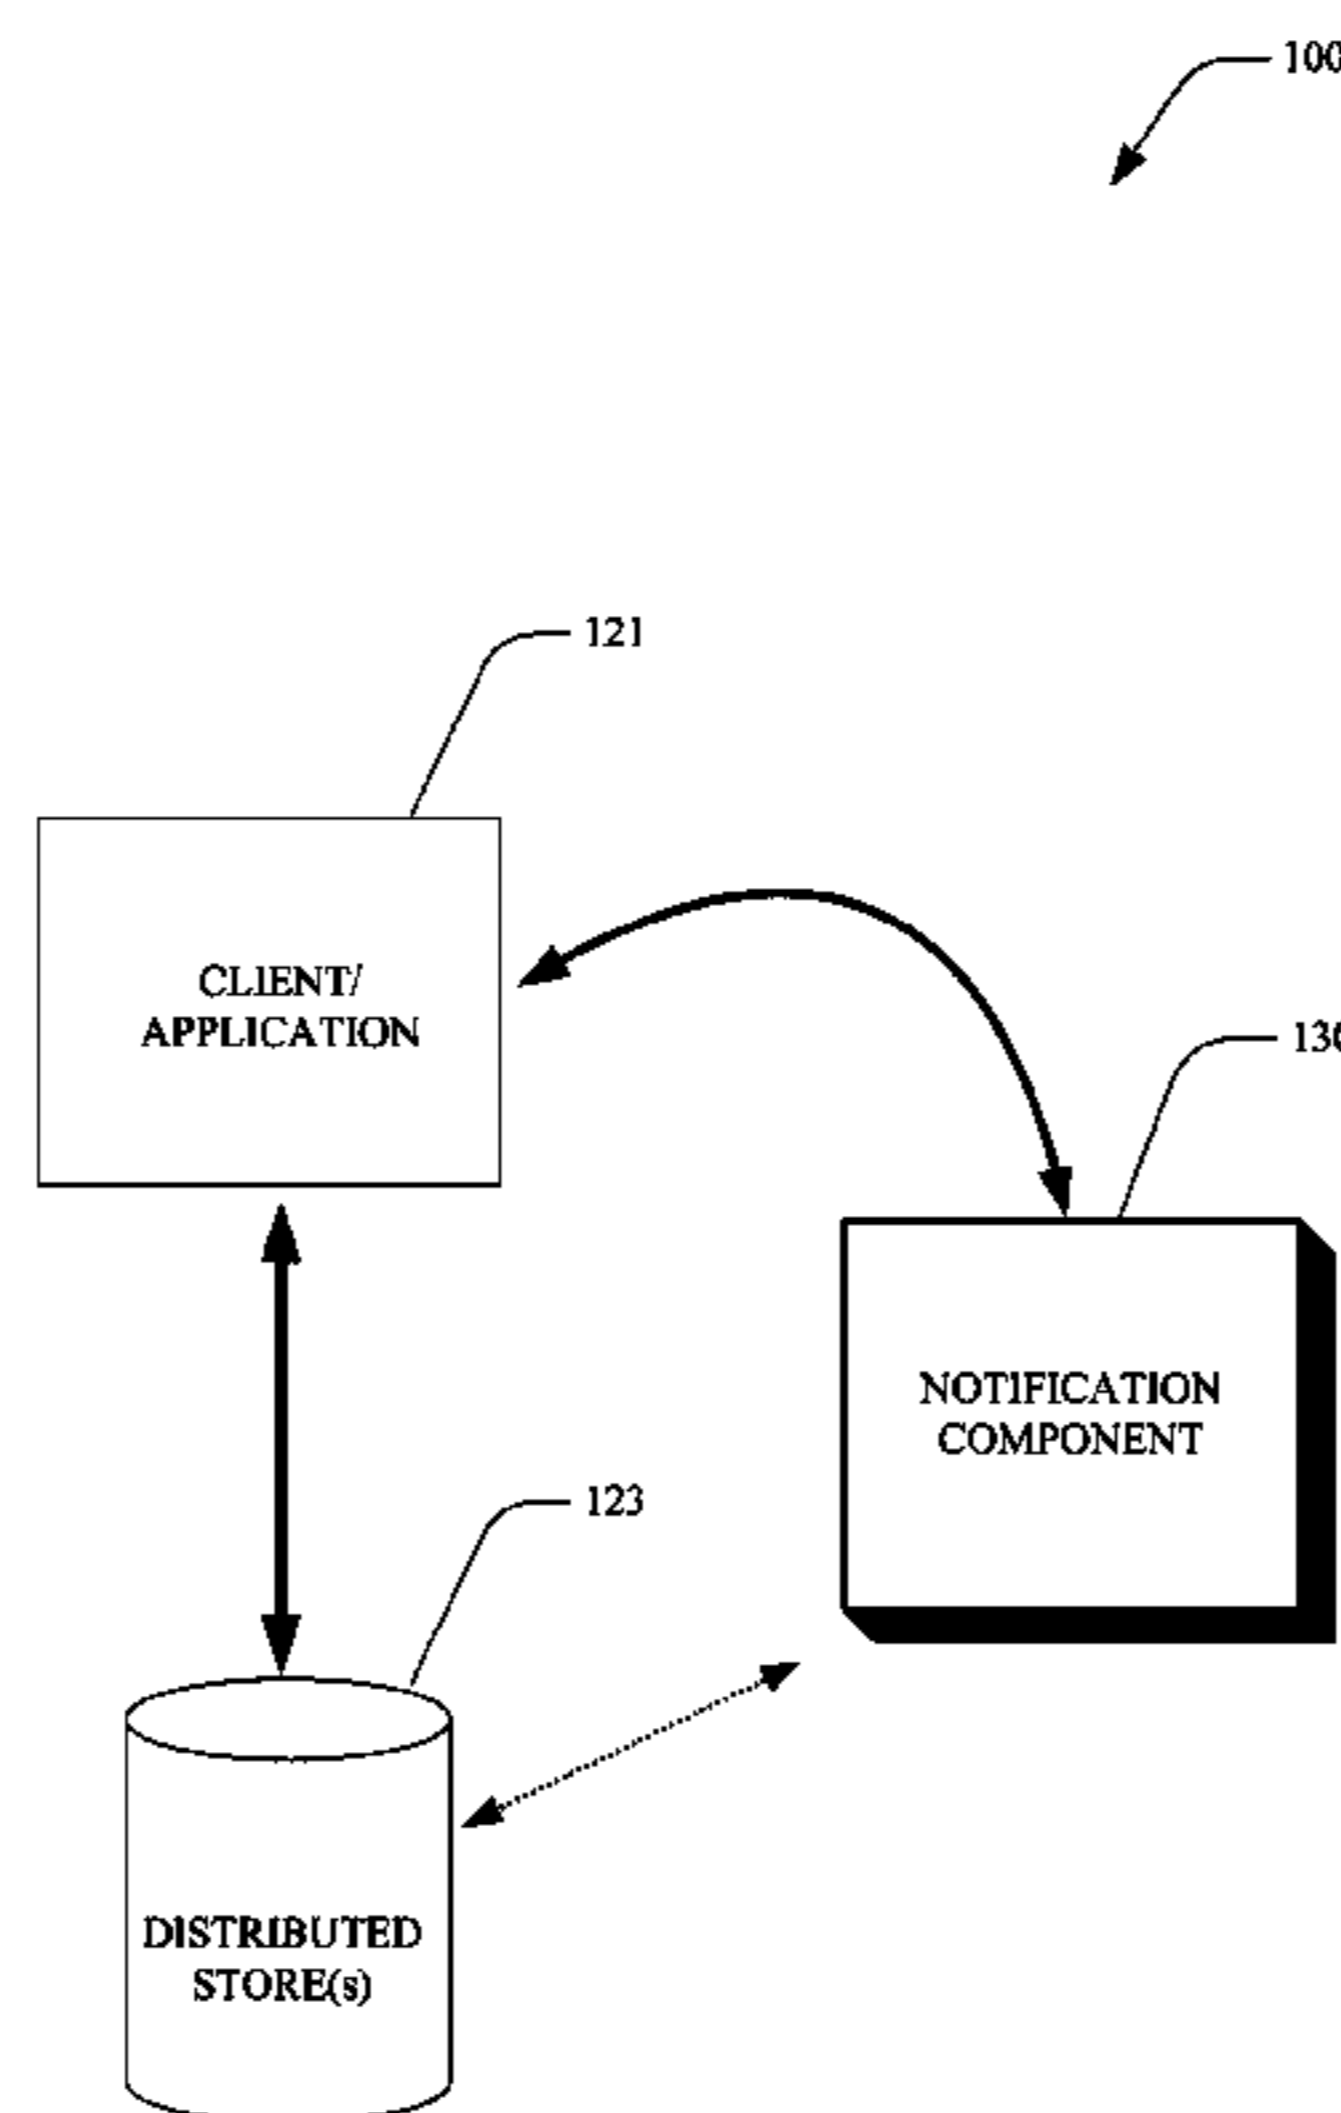 100
121
CLIENT/
APPLICATION
130
NOTIFICATION
COMPONENT
123
DISTRIBUTED
STORE(s)